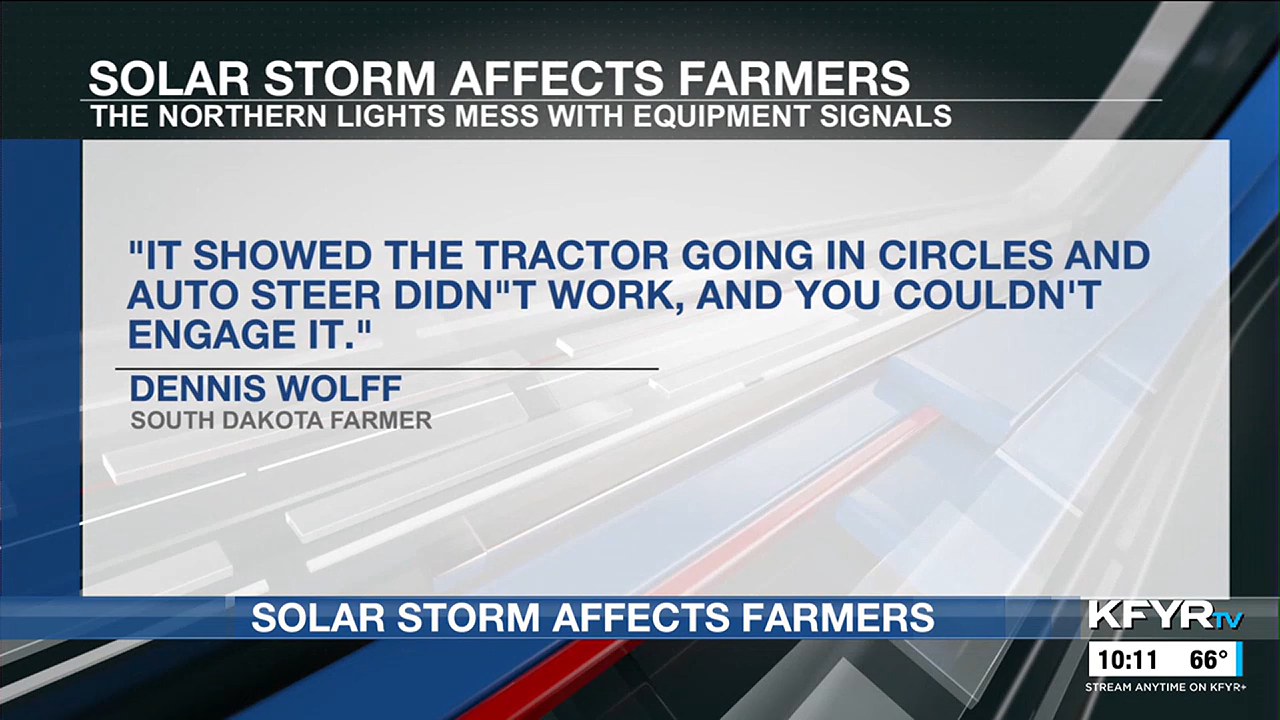 SOLAR STORM AFFECTS FARMERS
THE NORTHERN LIGHTS MESS WITH EQUIPMENT SIGNALS
"IT SHOWED THE TRACTOR GOING IN CIRCLES AND
AUTO STEER DIDN"T WORK, AND YOU COULDN'T
ENGAGE IT."
DENNIS WOLFF
SOUTH DAKOTA FARMER
SOLAR STORM AFFECTS FARMERS
KFYRTV
10:11 66°
STREAM ANYTIME ON KFYR+